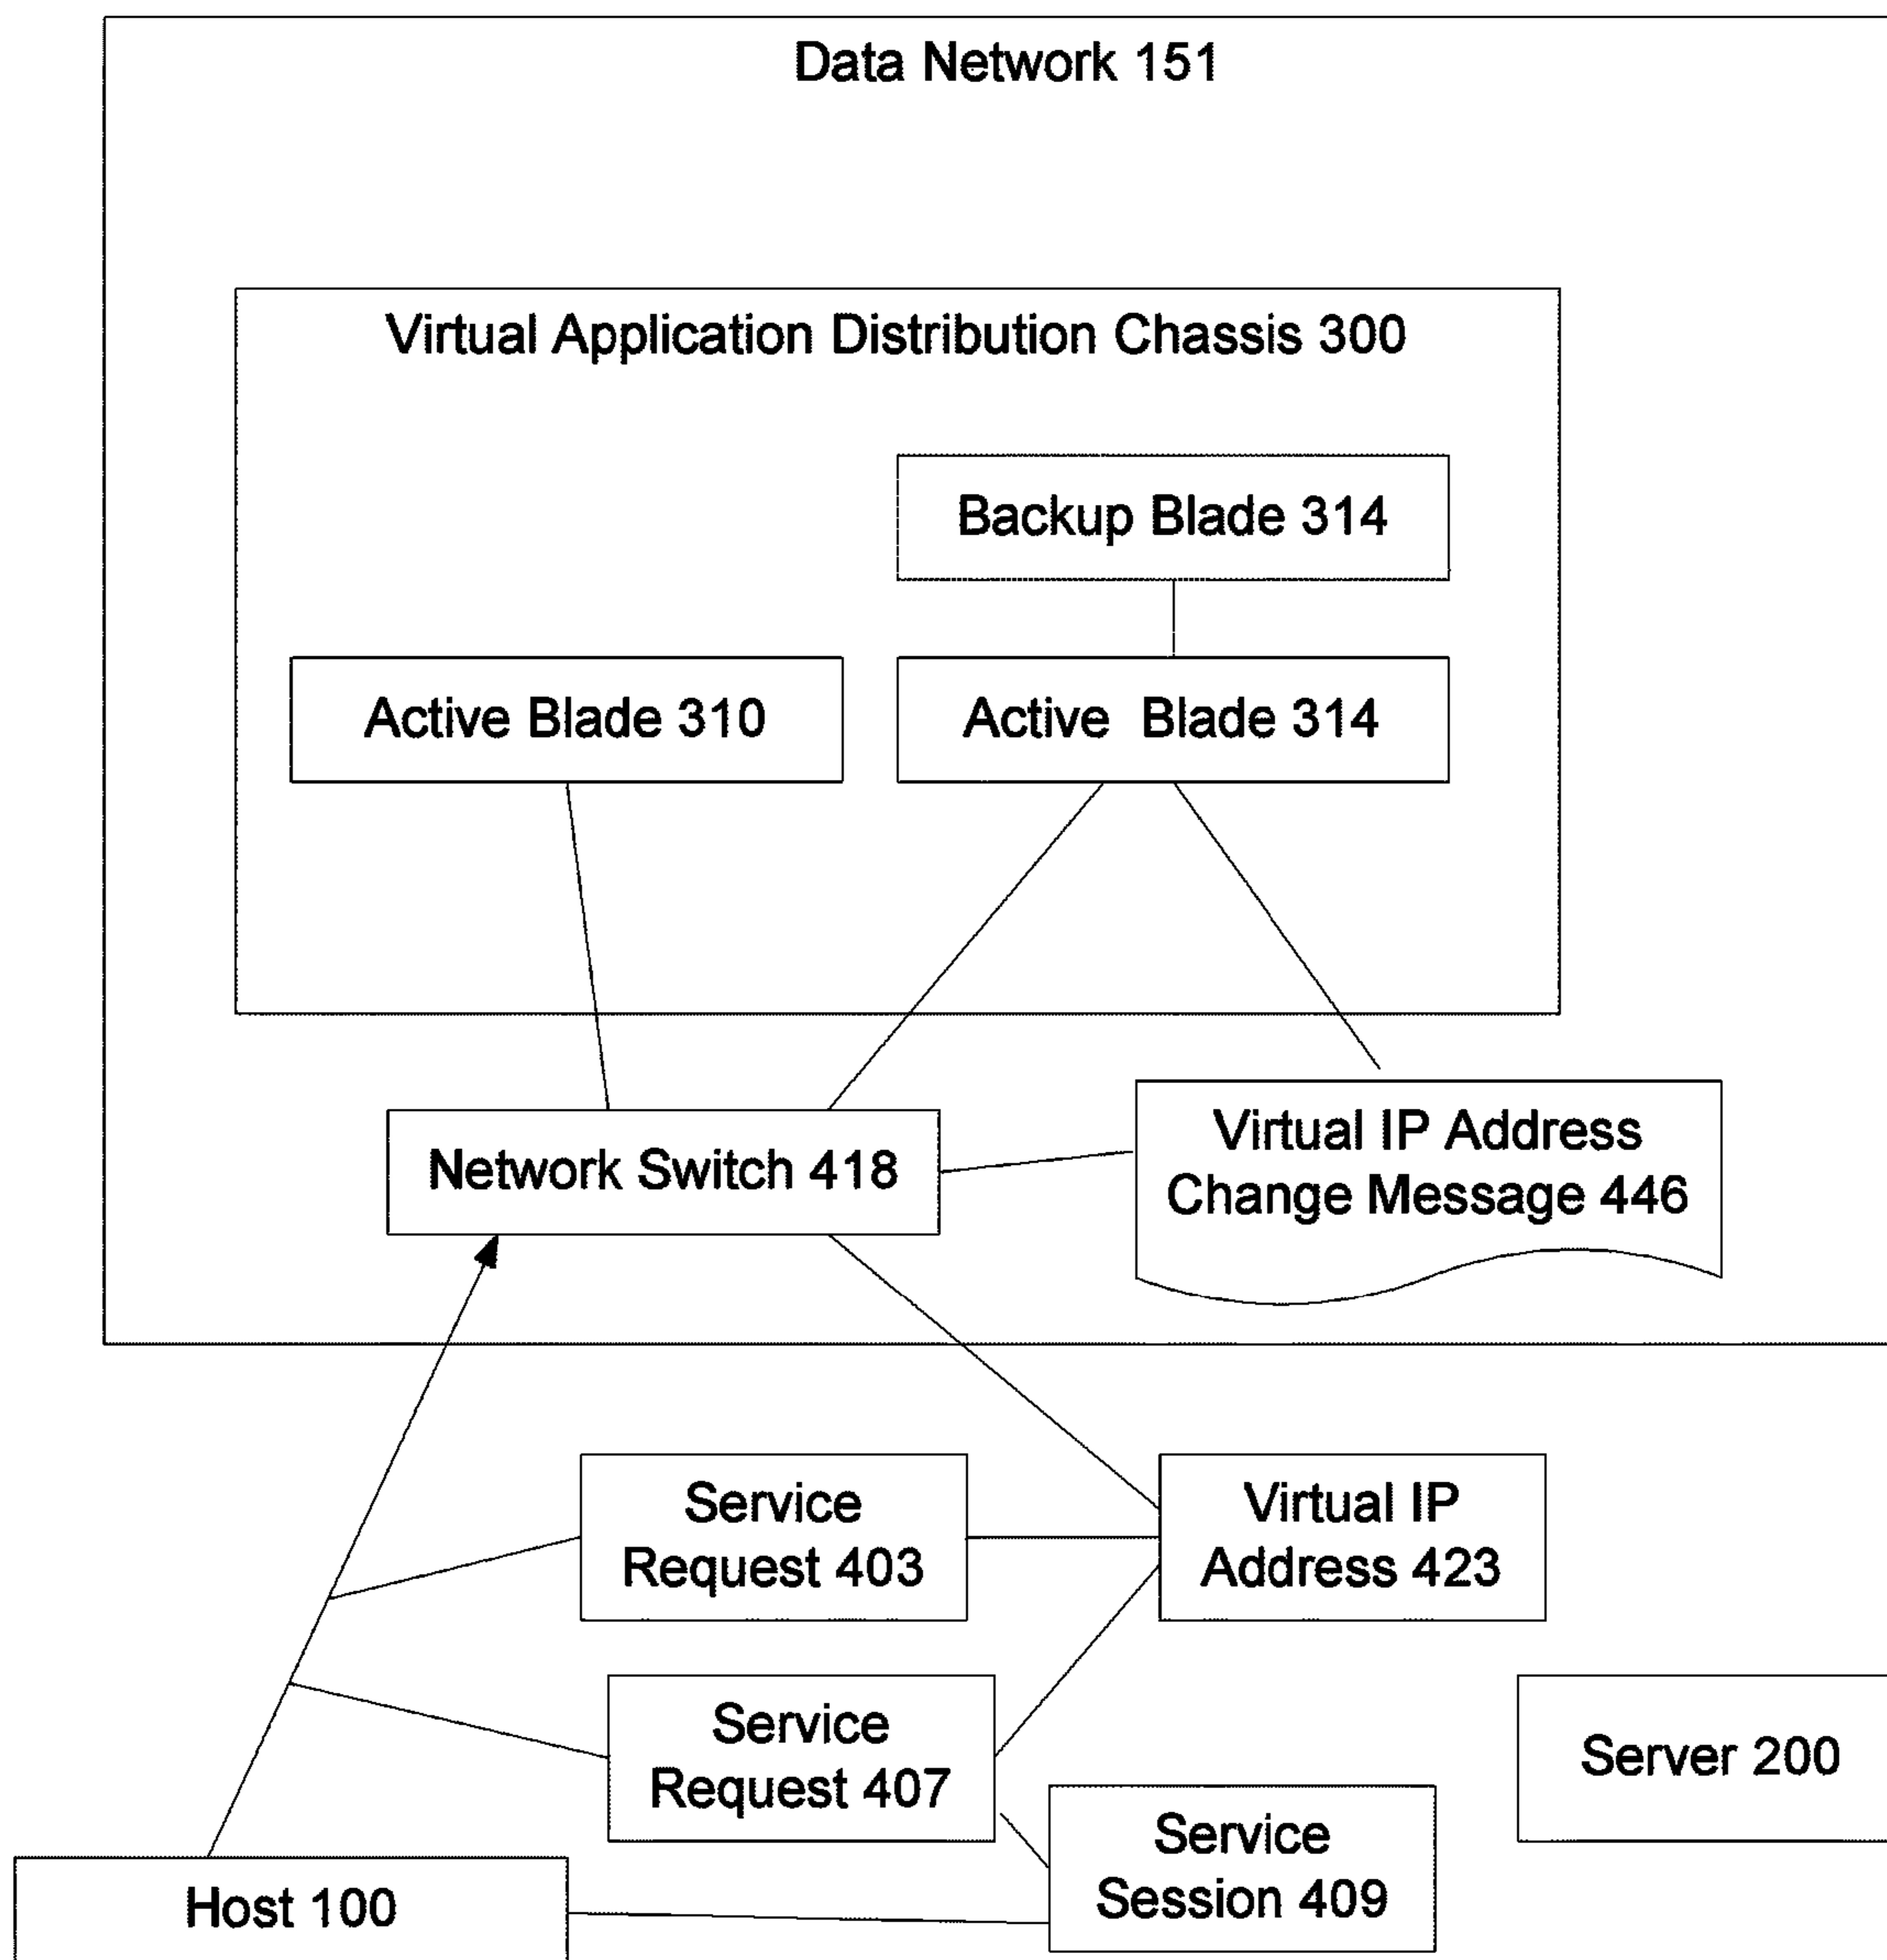 Data Network 151
Virtual Application Distribution Chassis 300
Backup Blade 314
Active Blade 310
Active Blade 314
Network Switch 418
Virtual IP Address
Change Message 446
Service
Request 403
Virtual IP
Address 423
Service
Request 407
Server 200
Service
Session 409
Host 100